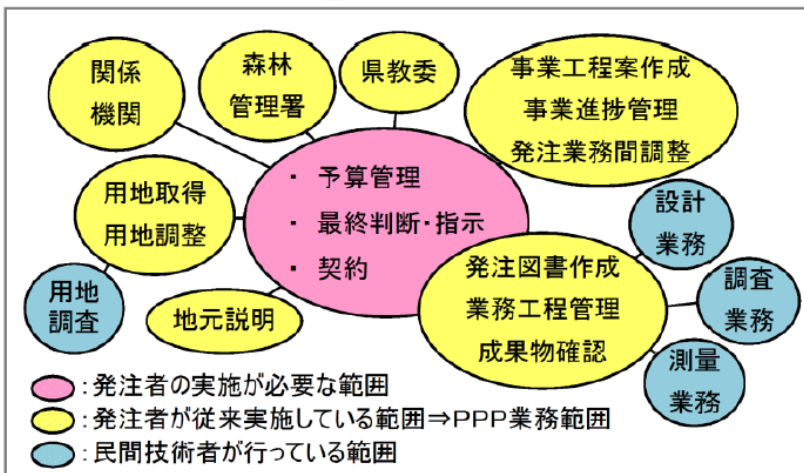 関係
機関
森林
管理署
県教委
事業工程案作成
事業進捗管理
発注業務間調整
用地取得
用地調整
・ 予算管理
・ 最終判断・指示
・ 契約
設計
業務
発注図書作成
業務工程管理
成果物確認
調査
業務
用地
調査
地元説明
測量
業務
:発注者の実施が必要な範囲
:発注者が従来実施している範囲⇒PPP業務範囲
:民間技術者が行っている範囲